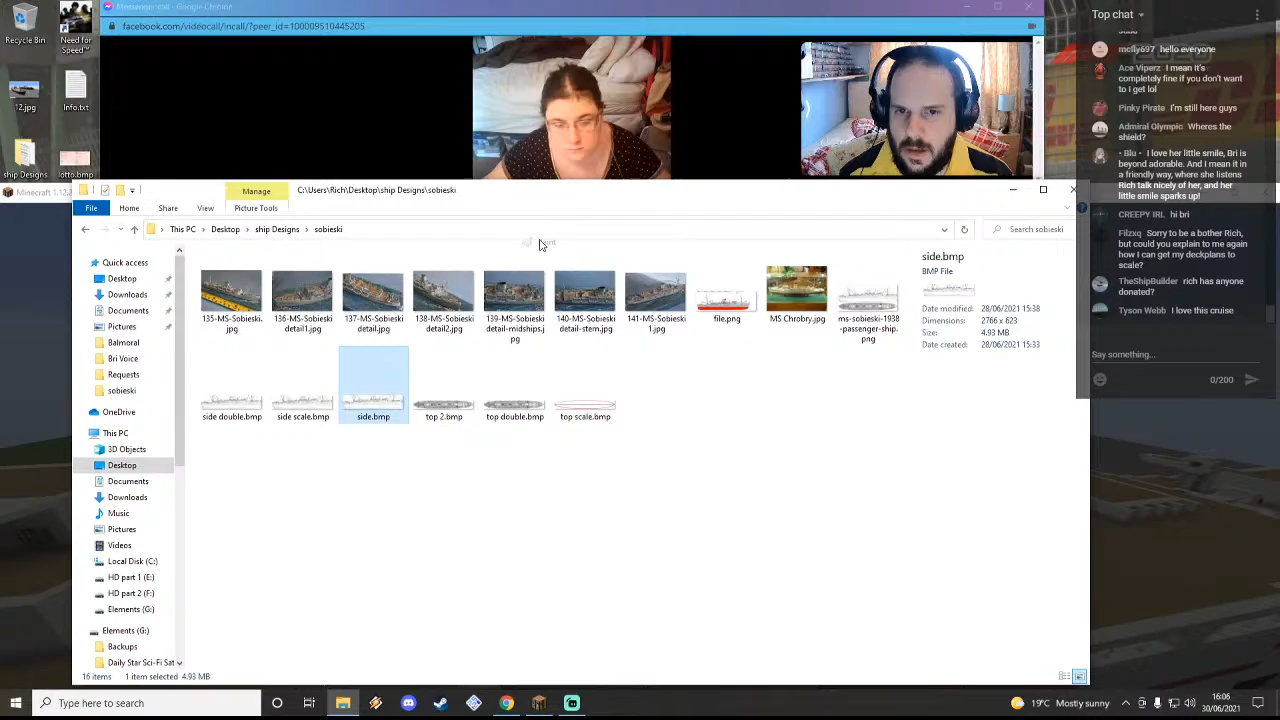 Messenger call - Google Chrome
facebook.com/videocall/incall/?peer_id=100009510445205
Top chat
Recycle Bin
Need for
Speed™
12.jpg
Info.txt
ship Designs
lotto.bmp
Minecraft 1.12.
mcfly697 hello everyone
Ace Viperz I mean it's
completely fine if you don't want
to I get lol
Pinky Pirate I'm still here guys
Admiral Olympic Wheres the
shield?
• Blu • I love her little smile, Bri is
beyond adorable. And I mean it in
a friendly way, where she listens
Rich talk nicely of her, and her
little smile sparks up!
CREEPY IRL hi bri
Filzxq Sorry to be a bother Rich,
but could you explain to me again
how I can get my deckplans to
scale?
TheShipBuilder rich has anyone
donated?
Tyson Webb I love this cruise
Say something...
0/200
Manage
C:\Users\Rich\Desktop\ship Designs\sobieski
File
Home
Share
View
Picture Tools
This PC
Desktop
ship Designs
sobieski
Search sobieski
Quick access
Desktop
Downloads
Documents
Pictures
Balmoral
Bri Voice
Requests
sobieski
OneDrive
This PC
3D Objects
Desktop
Documents
Downloads
Music
Pictures
Videos
Local Disk (C:)
HD part 1 (E:)
HD part 2 (F:)
Elements (G:)
Elements (G:)
Backups
Daily Star Sci-Fi Sat
135-MS-Sobieski.
jpg
136-MS-Sobieski
detail1.jpg
137-MS-Sobieski
detail.jpg
138-MS-Sobieski
detail2.jpg
139-MS-Sobieski
detail-midships.j
pg
140-MS-Sobieski
detail-stern.jpg
141-MS-Sobieski
1.jpg
file.png
MS Chrobry.jpg
ms-sobieski-1938
-passenger-ship.
png
side double.bmp
side scale.bmp
side.bmp
top 2.bmp
top double.bmp
top scale.bmp
side.bmp
BMP File
Date modified: 28/06/2021 15:38
Dimensions: 2766 x 623
Size: 4.93 MB
Date created: 28/06/2021 15:33
16 items
1 item selected 4.93 MB
Type here to search
19°C Mostly sunny
16:06
30/06/2021